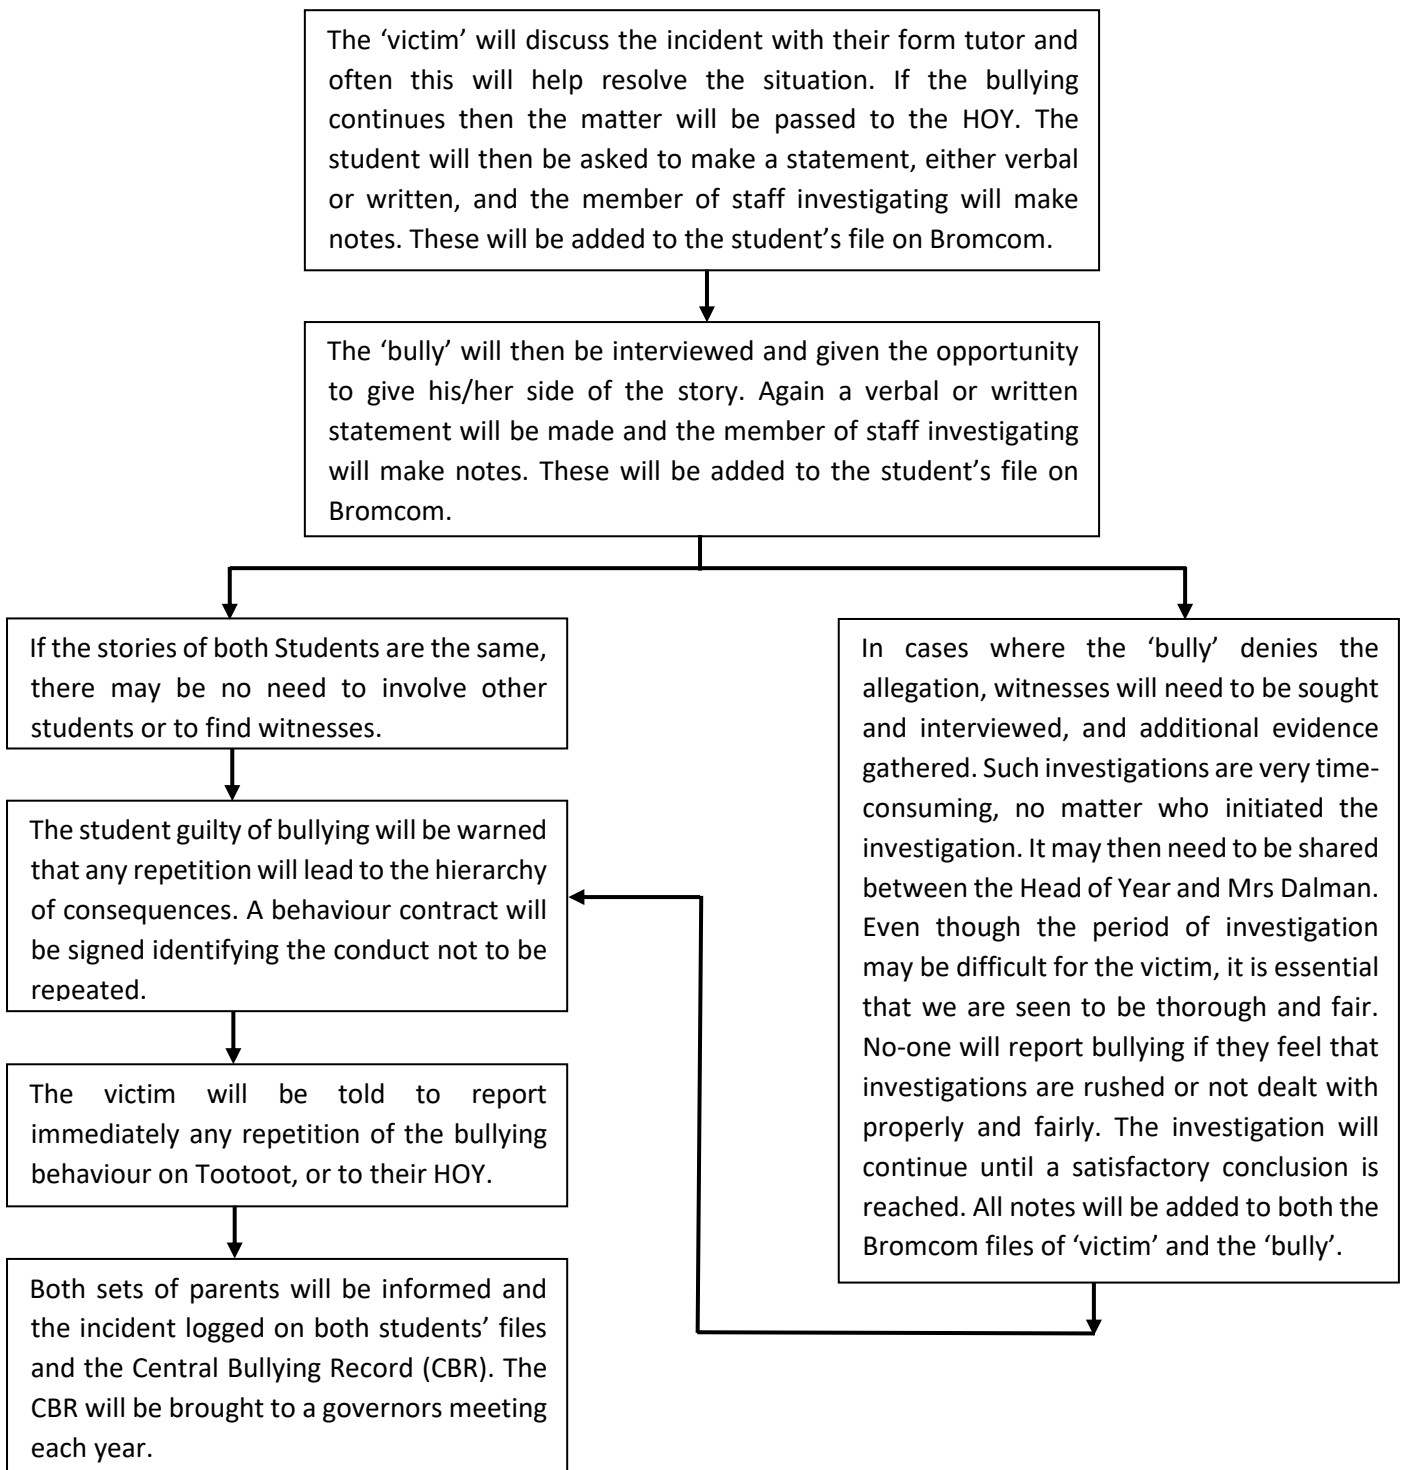 The ‘victim’ will discuss the incident with their form tutor and
often this will help resolve the situation. If the bullying
continues then the matter will be passed to the HOY. The
student will then be asked to make a statement, either verbal
or written, and the member of staff investigating will make
notes. These will be added to the student’s file on Bromcom.
The ‘bully’ will then be interviewed and given the opportunity
to give his/her side of the story. Again a verbal or written
statement will be made and the member of staff investigating
will make notes. These will be added to the student’s file on
Bromcom.
If the stories of both Students are the same,
there may be no need to involve other
students or to find witnesses.
The student guilty of bullying will be warned
that any repetition will lead to the hierarchy
of consequences. A behaviour contract will
be signed identifying the conduct not to be
repeated.
The victim will be told to report
immediately any repetition of the bullying
behaviour on Tootoot, or to their HOY.
Both sets of parents will be informed and
the incident logged on both students’ files
and the Central Bullying Record (CBR). The
CBR will be brought to a governors meeting
each year.
In cases where the ‘bully’ denies the
allegation, witnesses will need to be sought
and interviewed, and additional evidence
gathered. Such investigations are very time-
consuming, no matter who initiated the
investigation. It may then need to be shared
between the Head of Year and Mrs Dalman.
Even though the period of investigation
may be difficult for the victim, it is essential
that we are seen to be thorough and fair.
No-one will report bullying if they feel that
investigations are rushed or not dealt with
properly and fairly. The investigation will
continue until a satisfactory conclusion is
reached. All notes will be added to both the
Bromcom files of ‘victim’ and the ‘bully’.